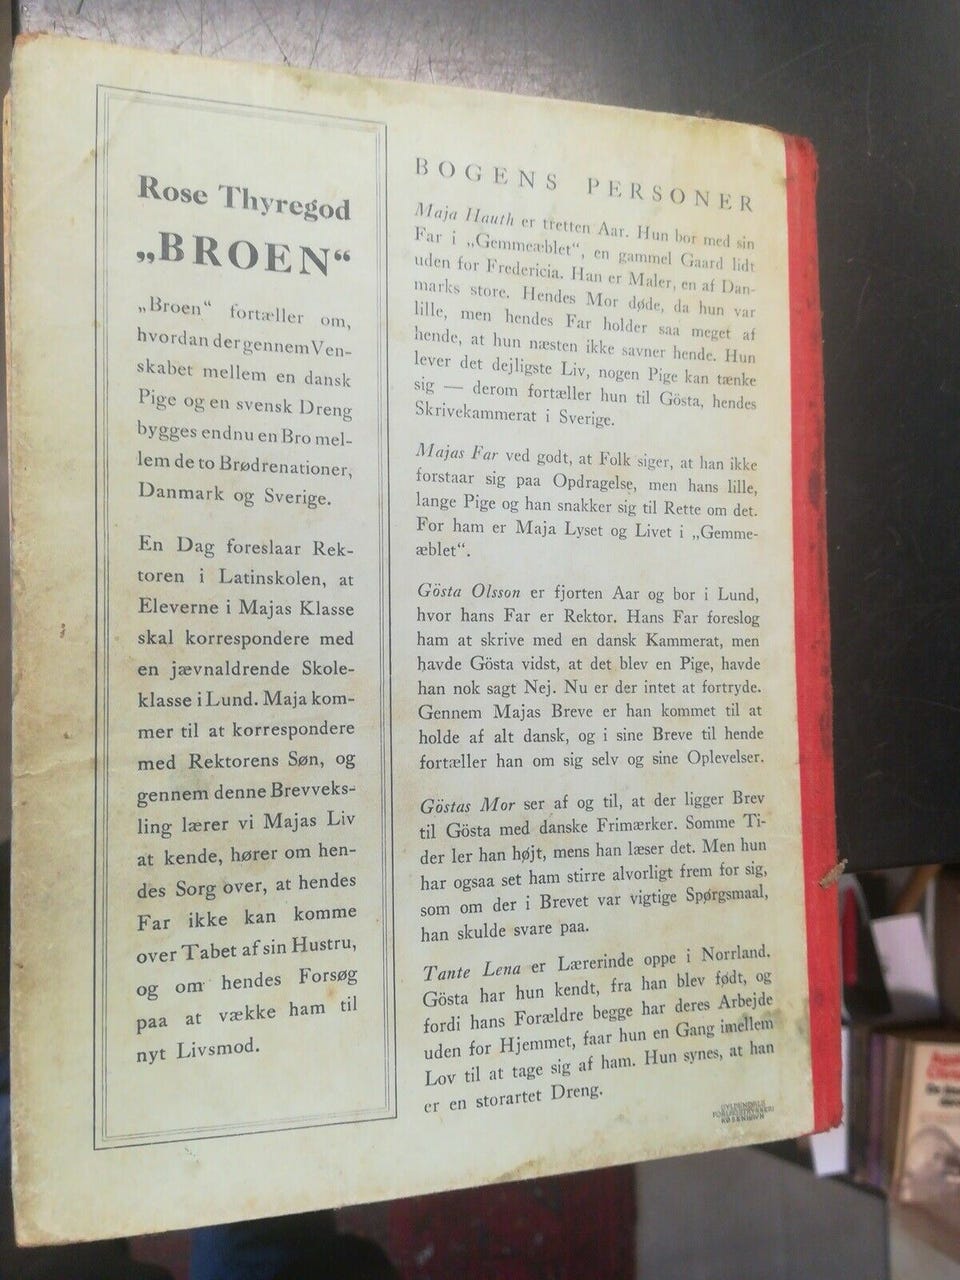 Rose Thyregod
„BROEN“
„Broen“ fortæller om,
hvordan der gennem Ven-
skabet mellem en dansk
Pige og en svensk Dreng
bygges endnu en Bro mel-
lem de to Brødrenationer,
Danmark og Sverige.
En Dag foreslaar Rek-
toren i Latinskolen, at
Eleverne i Majas Klasse
skal korrespondere med
en jævnaldrende Skole-
klasse i Lund. Maja kom-
mer til at korrespondere
med Rektorens Søn, og
gennem denne Brevveks-
ling lærer vi Majas Liv
at kende, hører om hen-
des Sorg over, at hendes
Far ikke kan komme
over Tabet af sin Hustru,
og om hendes Forsøg
paa at vække ham til
nyt Livsmod.
BOGENS PERSONER
Maja Hauth er tretten Aar. Hun bor med sin
Far i „Gemmeæblet“, en gammel Gaard lidt
uden for Fredericia. Han er Maler, en af Dan-
marks store. Hendes Mor døde, da hun var
lille, men hendes Far holder saa meget af
hende, at hun næsten ikke savner hende. Hun
lever det dejligste Liv, nogen Pige kan tænke
sig — derom fortæller hun til Gösta, hendes
Skrivekammerat i Sverige.
Majas Far ved godt, at Folk siger, at han ikke
forstaar sig paa Opdragelse, men hans lille,
lange Pige og han snakker sig til Rette om det.
For ham er Maja Lyset og Livet i „Gemme-
æblet“.
Gösta Olsson er fjorten Aar og bor i Lund,
hvor hans Far er Rektor. Hans Far foreslog
ham at skrive med en dansk Kammerat, men
havde Gösta vidst, at det blev en Pige, havde
han nok sagt Nej. Nu er der intet at fortryde.
Gennem Majas Breve er han kommet til at
holde af alt dansk, og i sine Breve til hende
fortæller han om sig selv og sine Oplevelser.
Göstas Mor ser af og til, at der ligger Brev
til Gösta med danske Frimærker. Somme Ti-
der ler han højt, mens han læser det. Men hun
har ogsaa set ham stirre alvorligt frem for sig,
som om der i Brevet var vigtige Spørgsmaal,
han skulde svare paa.
Tante Lena er Lærerinde oppe i Norrland.
Gösta har hun kendt, fra han blev født, og
fordi hans Forældre begge har deres Arbejde
uden for Hjemmet, faar hun en Gang imellem
Lov til at tage sig af ham. Hun synes, at han
er en storartet Dreng.
GYLDENDALS
FORLAGSTRYKKERI
KØBENHAVN